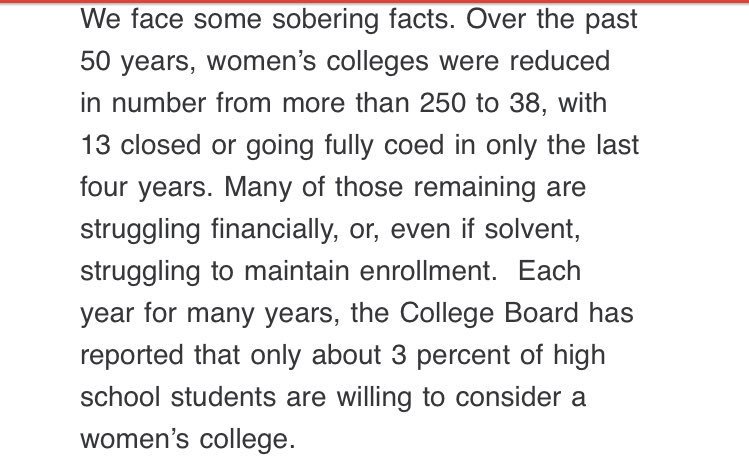 We face some sobering facts. Over the past
50 years, women’s colleges were reduced
in number from more than 250 to 38, with
13 closed or going fully coed in only the last
four years. Many of those remaining are
struggling financially, or, even if solvent,
struggling to maintain enrollment.  Each
year for many years, the College Board has
reported that only about 3 percent of high
school students are willing to consider a
women’s college.